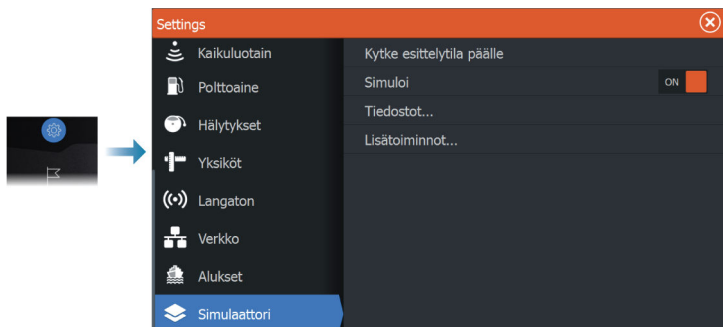 Settings
Kaikuluotain
Polttoaine
Hälytykset
Yksiköt
Langaton
Verkko
Alukset
Simulaattori
Kytke esittelytila päälle
Simuloi ON
Tiedostot...
Lisätoiminnot...